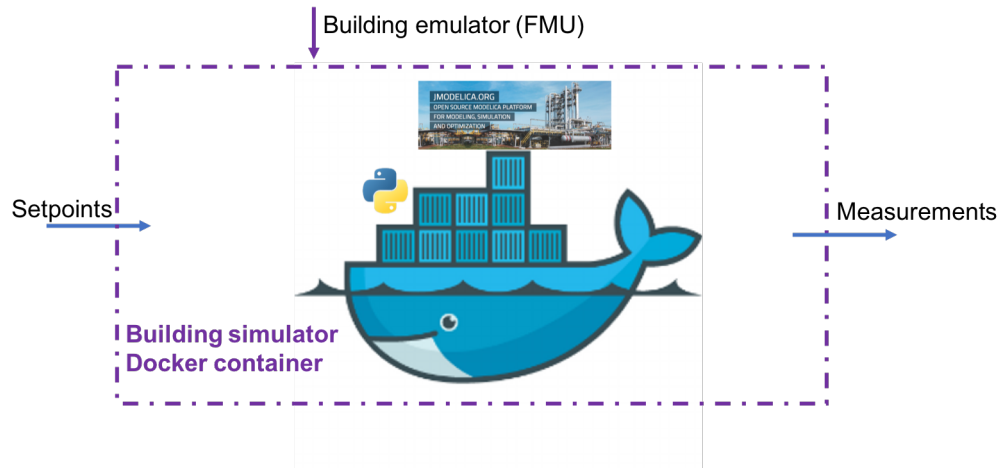 Building emulator (FMU)
JMODELICA.ORG
OPEN SOURCE MODELICA PLATFORM
FOR MODELING, SIMULATION
AND OPTIMIZATION
Setpoints
Measurements
Building simulator
Docker container